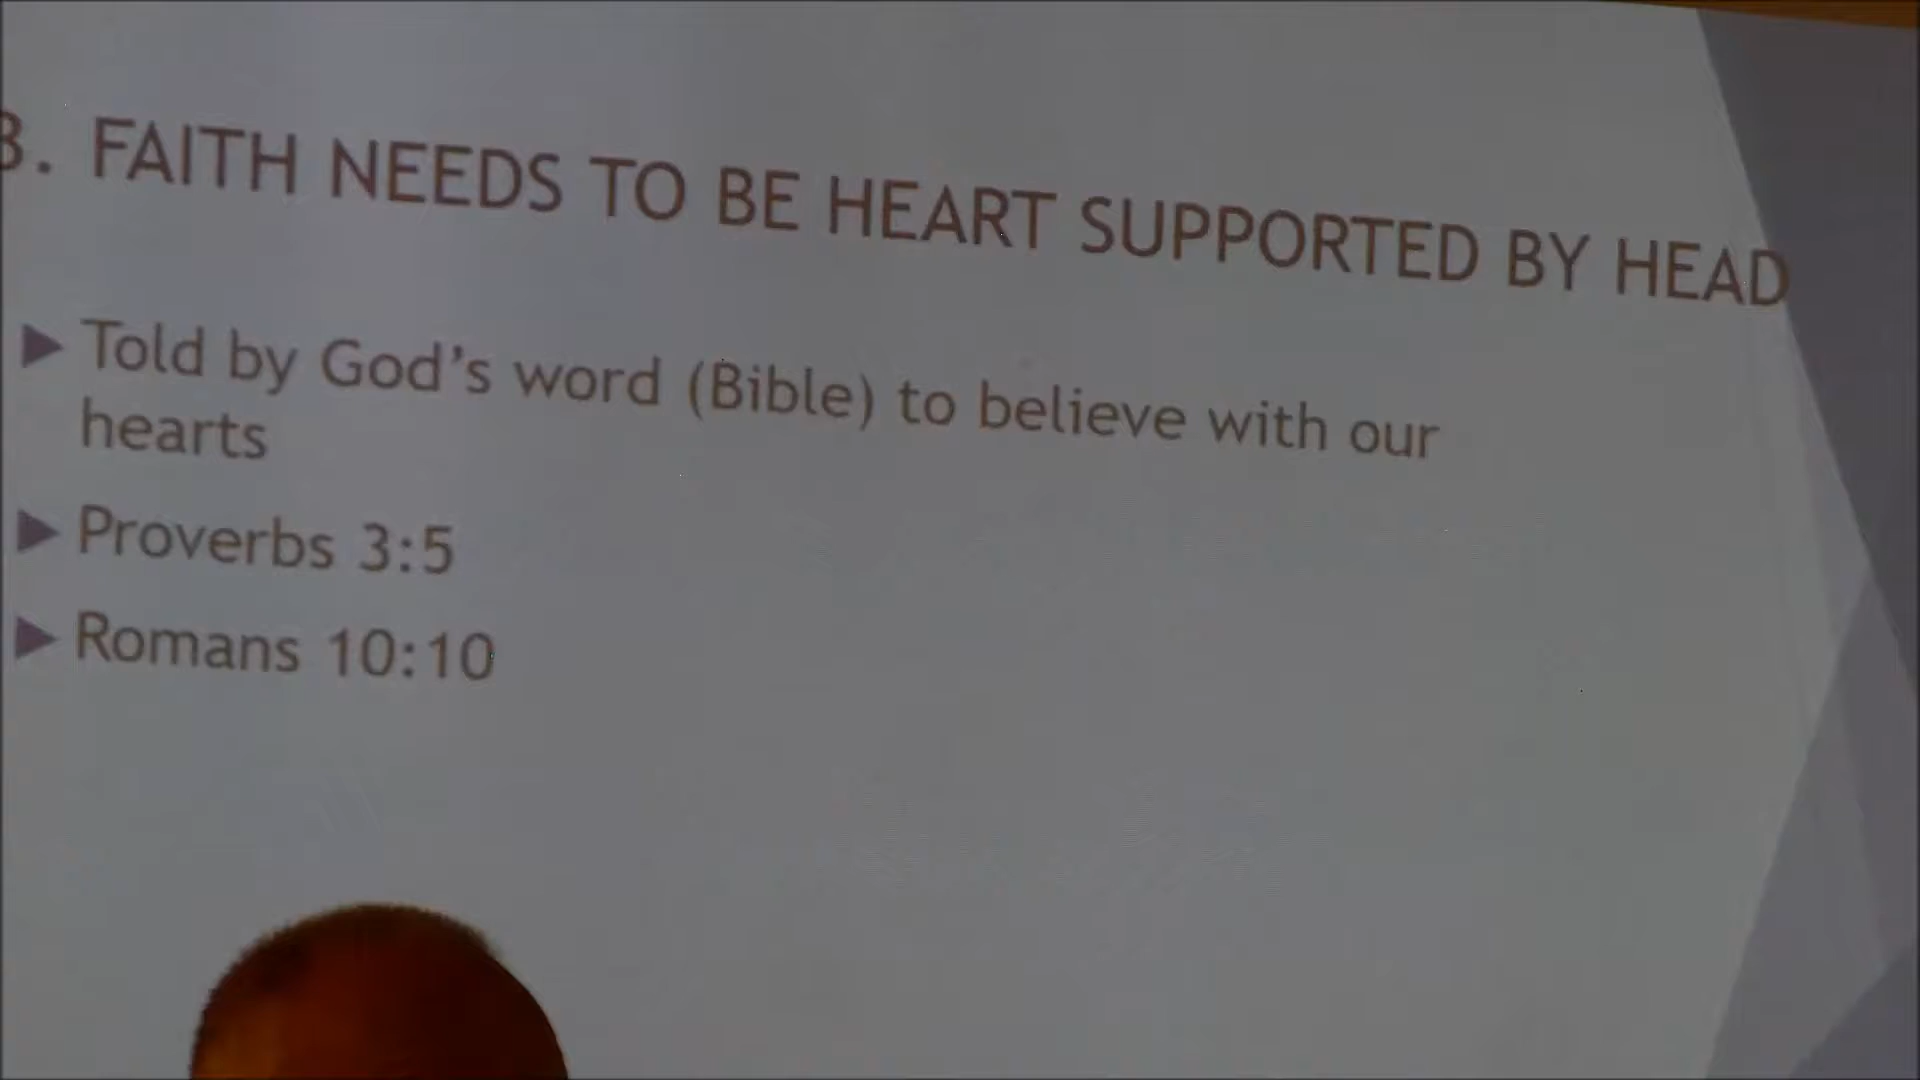 . FAITH NEEDS TO BE HEART SUPPORTED BY HEAD
Told by God's word (Bible) to believe with our
hearts
Proverbs 3:5
Romans 10:10